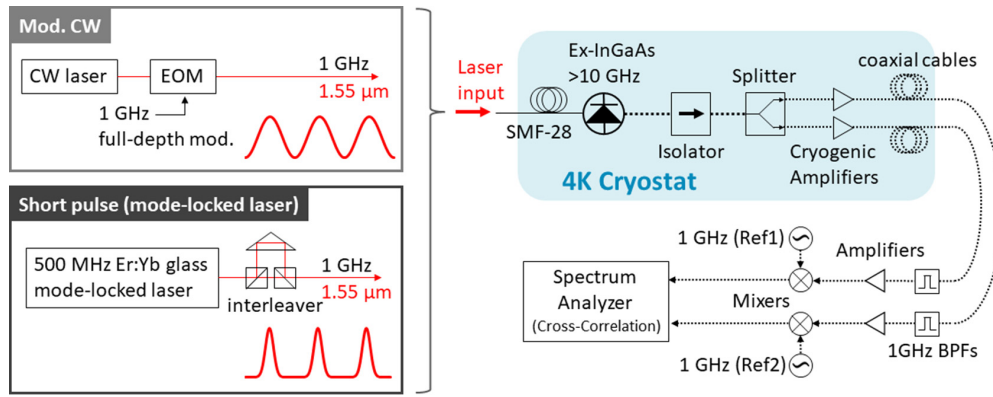 Mod. CW
CW laser
EOM
1 GHz
1.55 µm
1 GHz
full-depth mod.
Short pulse (mode-locked laser)
500 MHz Er:Yb glass
mode-locked laser
interleaver
1 GHz
1.55 µm
Laser
input
SMF-28
Ex-InGaAs
>10 GHz
Isolator
Splitter
Cryogenic
Amplifiers
coaxial cables
4K Cryostat
1 GHz (Ref1)
Amplifiers
Spectrum
Analyzer
(Cross-Correlation)
Mixers
1GHz BPFs
1 GHz (Ref2)